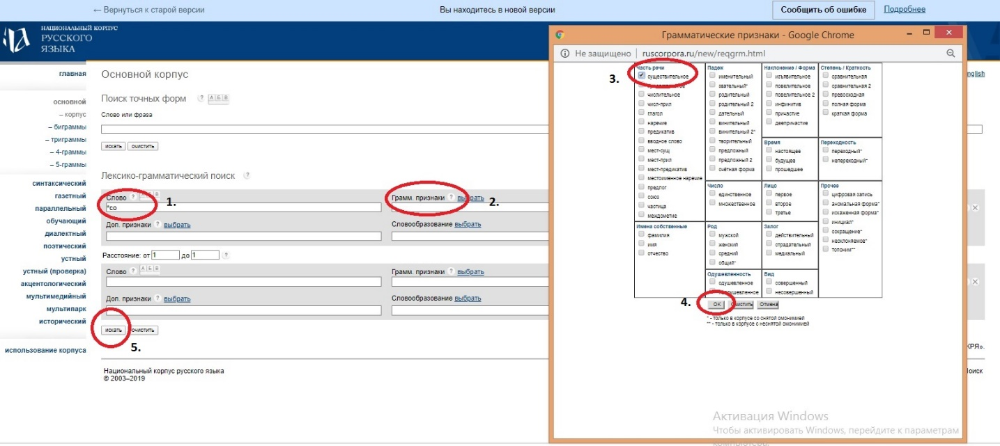 ← Вернуться к старой версии
Вы находитесь в новой версии
Сообщить об ошибке
Подробнее
НАЦИОНАЛЬНЫЙ КОРПУС
РУССКОГО
ЯЗЫКА
главная
основной
– корпус
– биграммы
– триграммы
– 4-граммы
– 5-граммы
синтаксический
газетный
параллельный
обучающий
диалектный
поэтический
устный
устный (проверка)
акцентологический
мультимедийный
мультипарк
исторический
использование корпуса
Основной корпус
Поиск точных форм ? А Б В
Слово или фраза
искать очистить
Лексико-грамматический поиск ?
Слово ? А Б В
1.
*со
Грамм. признаки ? выбрать
2.
Доп. признаки ? выбрать
Словообразование выбрать
Расстояние: от 1 до 1 ?
Слово ? А Б В
Грамм. признаки ? выбрать
Доп. признаки ? выбрать
Словообразование выбрать
искать очистить
5.
Национальный корпус русского языка
© 2003–2019
Грамматические признаки - Google Chrome
Не защищено | ruscorpora.ru/new/reqgrm.html
3.
Часть речи
существительное
числительное
числ-прил
глагол
наречие
предикатив
вводное слово
мест-сущ
мест-прил
мест-предикатив
местоименное наречие
предлог
союз
частица
междометие
Имена собственные
фамилия
имя
отчество
Падеж
именительный
звательный*
родительный
родительный 2
дательный
винительный
винительный 2*
творительный
предложный
предложный 2
счётная форма
Число
единственное
множественное
Род
мужской
женский
средний
общий*
Одушевленность
одушевленное
неодушевленное
Наклонение / Форма
изъявительное
повелительное
повелительное 2
инфинитив
причастие
деепричастие
Время
настоящее
будущее
прошедшее
Лицо
первое
второе
третье
Залог
действительный
страдательный
медиальный
Вид
совершенный
несовершенный
Степень / Краткость
сравнительная
сравнительная 2
превосходная
полная форма
краткая форма
Переходность
переходный*
непереходный*
Прочее
цифровая запись
аномальная форма*
искаженная форма*
инициал*
сокращение*
несклоняемое*
топоним**
4.
OK Очистить Отмена
* - только в корпусе со снятой омонимией
** - только в корпусе с неснятой омонимией
nglish
КРЯ».
Поиск
Активация Windows
Чтобы активировать Windows, перейдите к параметрам
компьютера.